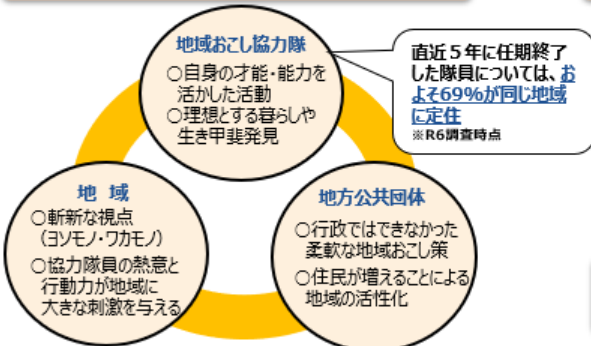 地域おこし協力隊
○自身の才能・能力を
活かした活動
○理想とする暮らしや
生き甲斐発見
直近５年に任期終了
した隊員については、お
よそ69％が同じ地域
に定住
※R6調査時点
地　域
○斬新な視点
（ヨソモノ・ワカモノ）
○協力隊員の熱意と
行動力が地域に
大きな刺激を与える
地方公共団体
○行政ではできなかった
柔軟な地域おこし策
○住民が増えることによる
地域の活性化